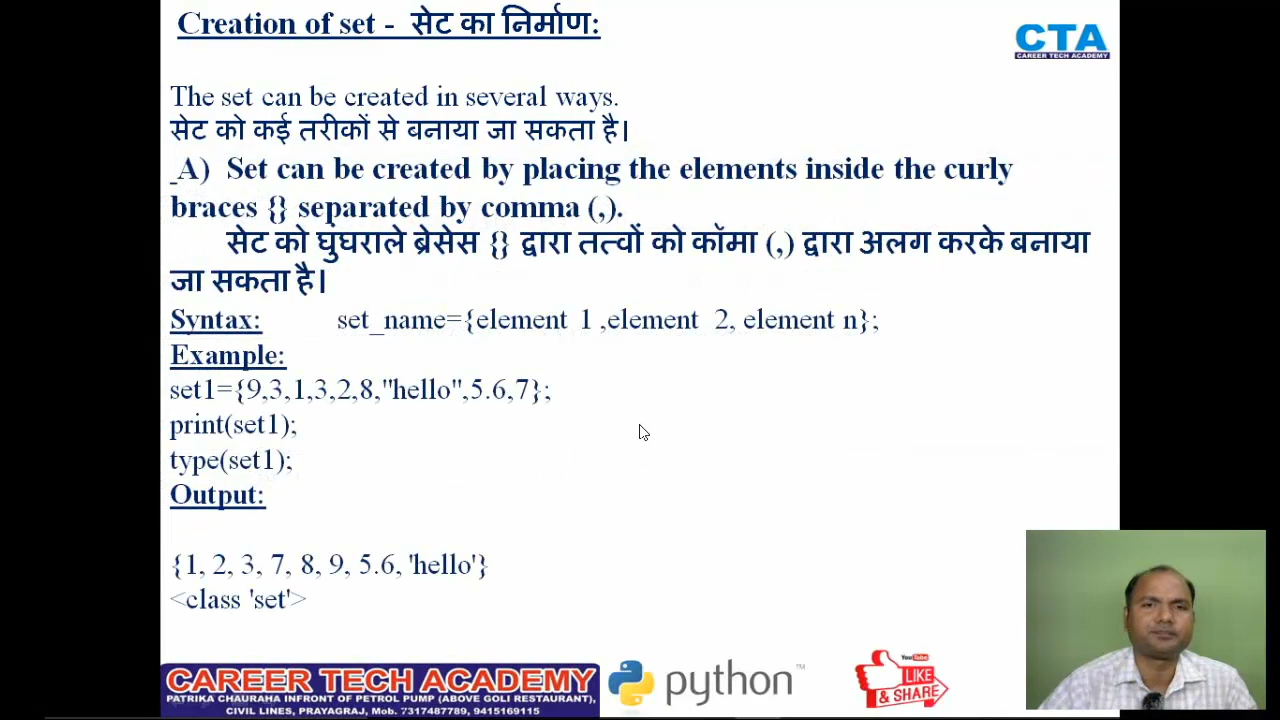 Creation of set - सेट का निर्माण:
CTA
CAREER TECH ACADEMY
The set can be created in several ways.
सेट को कई तरीकों से बनाया जा सकता है।
A) Set can be created by placing the elements inside the curly
braces {} separated by comma (,).
सेट को घुंघराले ब्रेसेस {} द्वारा तत्वों को कॉमा (,) द्वारा अलग करके बनाया
जा सकता है।
Syntax: set_name={element 1 ,element 2, element n};
Example:
set1={9,3,1,3,2,8,"hello",5.6,7};
print(set1);
type(set1);
Output:
{1, 2, 3, 7, 8, 9, 5.6, 'hello'}
<class 'set'>
CAREER TECH ACADEMY
PATRIKA CHAURAHA INFRONT OF PETROL PUMP (ABOVE GOLI RESTAURANT),
CIVIL LINES, PRAYAGRAJ, Mob. 7317487789, 9415169115
python™
YouTube
LIKE
& SHARE